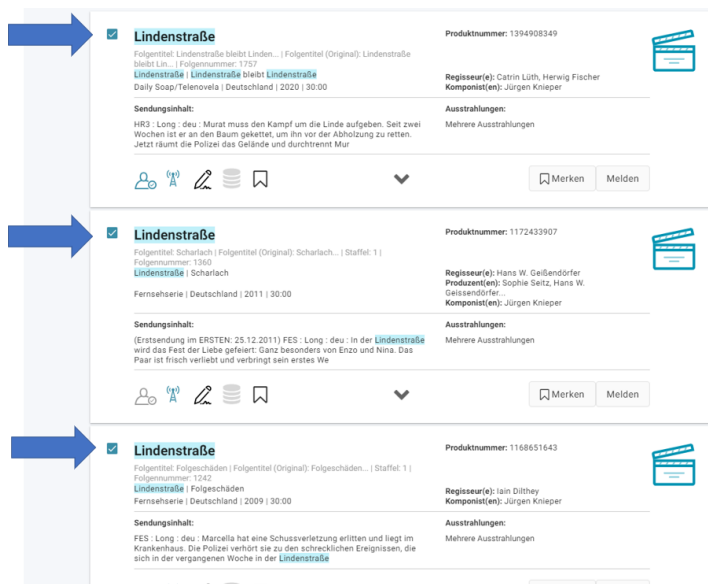 Lindenstraße
Produktnummer: 1394908349
Folgentitel: Lindenstraße bleibt Linden... | Folgentitel (Original): Lindenstraße
bleibt Lin... | Folgennummer: 1757
Lindenstraße | Lindenstraße bleibt Lindenstraße
Daily Soap/Telenovela | Deutschland | 2020 | 30:00
Regisseur(e): Catrin Lüth, Herwig Fischer
Komponist(en): Jürgen Knieper
Sendungsinhalt:
HR3 : Long : deu : Murat muss den Kampf um die Linde aufgeben. Seit zwei
Wochen ist er an den Baum gekettet, um ihn vor der Abholzung zu retten.
Jetzt räumt die Polizei das Gelände und durchtrennt Mur
Ausstrahlungen:
Mehrere Ausstrahlungen
Merken
Melden
Lindenstraße
Produktnummer: 1172433907
Folgentitel: Scharlach | Folgentitel (Original): Scharlach... | Staffel: 1 |
Folgennummer: 1360
Lindenstraße | Scharlach
Fernsehserie | Deutschland | 2011 | 30:00
Regisseur(e): Hans W. Geißendörfer
Produzent(en): Sophie Seitz, Hans W.
Geissendörfer...
Komponist(en): Jürgen Knieper
Sendungsinhalt:
(Erstsendung im ERSTEN: 25.12.2011) FES : Long : deu : In der Lindenstraße
wird das Fest der Liebe gefeiert: Ganz besonders von Enzo und Nina. Das
Paar ist frisch verliebt und verbringt sein erstes We
Ausstrahlungen:
Mehrere Ausstrahlungen
Merken
Melden
Lindenstraße
Produktnummer: 1168651643
Folgentitel: Folgeschäden | Folgentitel (Original): Folgeschäden... | Staffel: 1 |
Folgennummer: 1242
Lindenstraße | Folgeschäden
Fernsehserie | Deutschland | 2009 | 30:00
Regisseur(e): Iain Dilthey
Komponist(en): Jürgen Knieper
Sendungsinhalt:
FES : Long : deu : Marcella hat eine Schussverletzung erlitten und liegt im
Krankenhaus. Die Polizei verhört sie zu den schrecklichen Ereignissen, die
sich in der vergangenen Woche in der Lindenstraße
Ausstrahlungen:
Mehrere Ausstrahlungen